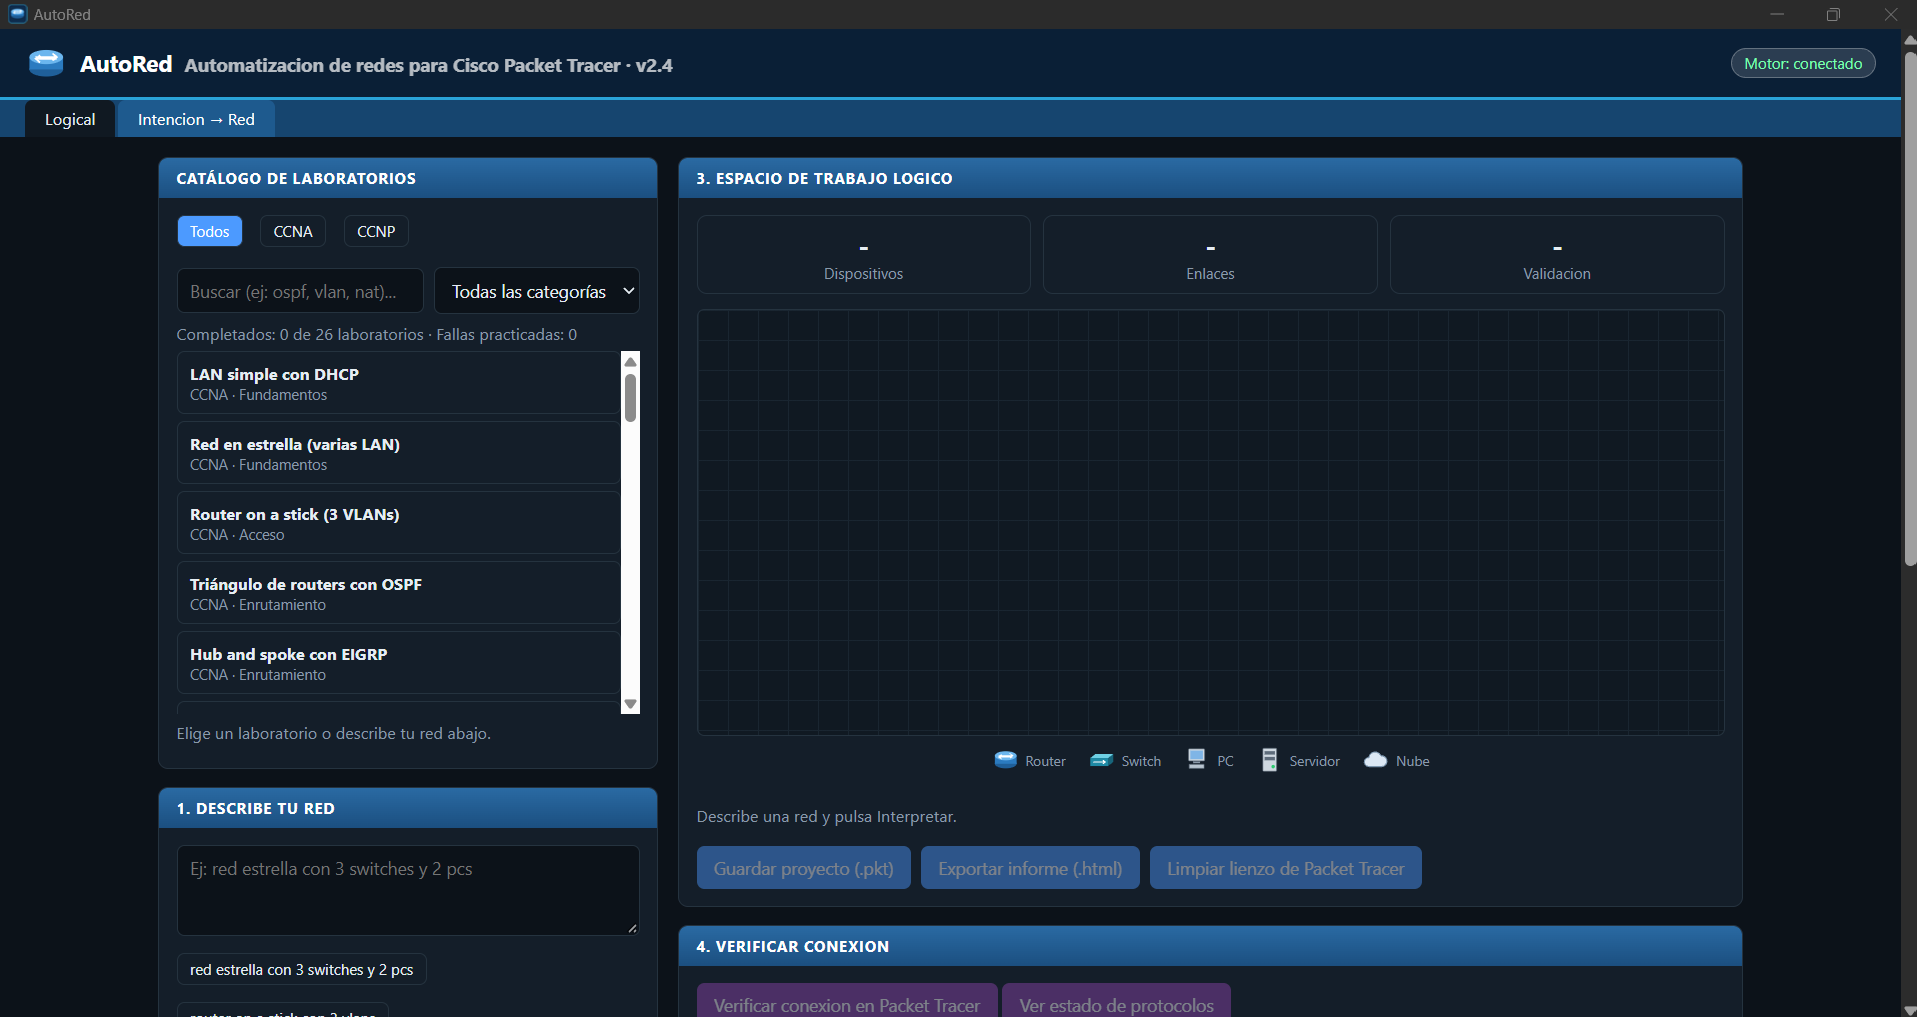 AutoRed
AutoRed Automatizacion de redes para Cisco Packet Tracer · v2.4
Motor: conectado
Logical
Intencion → Red
CATÁLOGO DE LABORATORIOS
Todos
CCNA
CCNP
Buscar (ej: ospf, vlan, nat)...
Todas las categorías
Completados: 0 de 26 laboratorios · Fallas practicadas: 0
LAN simple con DHCP
CCNA · Fundamentos
Red en estrella (varias LAN)
CCNA · Fundamentos
Router on a stick (3 VLANs)
CCNA · Acceso
Triángulo de routers con OSPF
CCNA · Enrutamiento
Hub and spoke con EIGRP
CCNA · Enrutamiento
Elige un laboratorio o describe tu red abajo.
1. DESCRIBE TU RED
Ej: red estrella con 3 switches y 2 pcs
red estrella con 3 switches y 2 pcs
router on a stick con 3 vlans
3. ESPACIO DE TRABAJO LOGICO
-
Dispositivos
-
Enlaces
-
Validacion
Router
Switch
PC
Servidor
Nube
Describe una red y pulsa Interpretar.
Guardar proyecto (.pkt)
Exportar informe (.html)
Limpiar lienzo de Packet Tracer
4. VERIFICAR CONEXION
Verificar conexion en Packet Tracer
Ver estado de protocolos